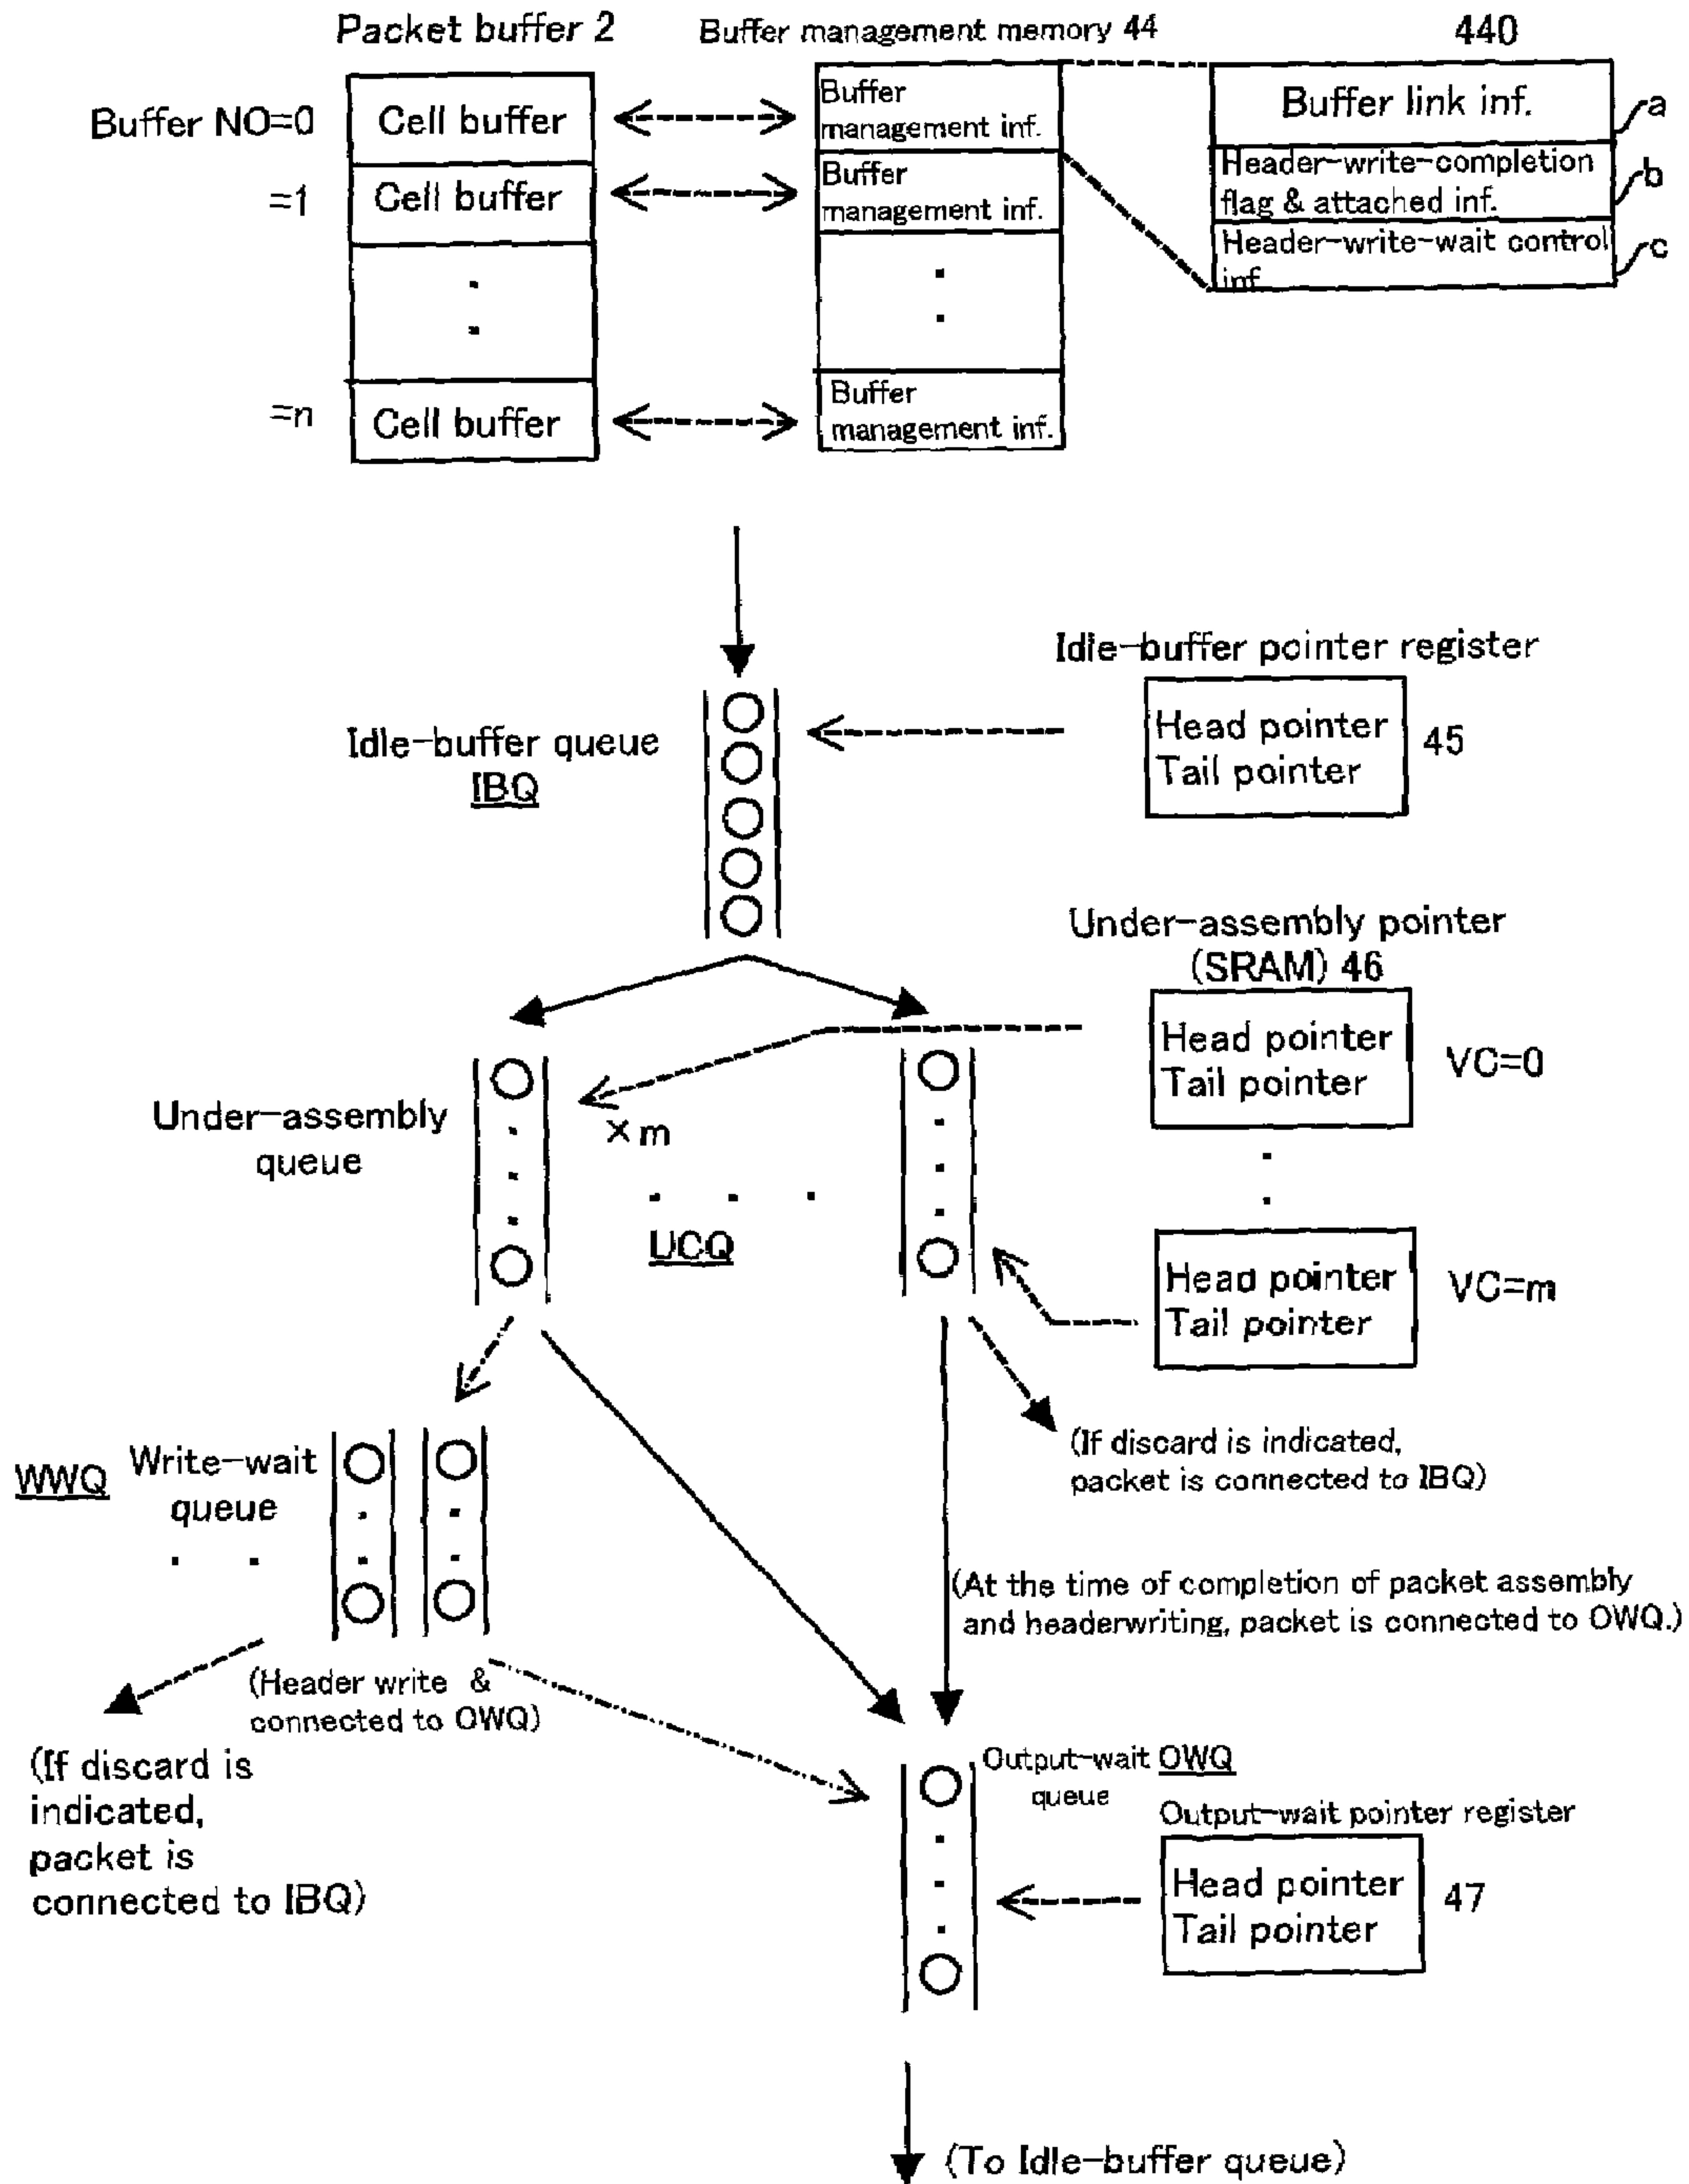 Packet buffer 2
Buffer management memory 44
440
Buffer NO=0
Cell buffer
Buffer
management inf.
Buffer link inf.
a
=1
Cell buffer
Buffer
management inf.
Header-write-completion
flag & attached inf.
b
Header-write-wait control
inf
c
=n
Cell buffer
Buffer
management inf.
Idle-buffer pointer register
Idle-buffer queue
IBQ
Head pointer
Tail pointer
45
Under-assembly pointer
(SRAM) 46
Head pointer
Tail pointer
VC=0
Under-assembly
queue
×m
UCQ
Head pointer
Tail pointer
VC=m
(If discard is indicated,
packet is connected to IBQ)
WWQ
Write-wait
queue
(At the time of completion of packet assembly
and headerwriting, packet is connected to OWQ.)
(Header write &
connected to OWQ)
(If discard is
indicated,
packet is
connected to IBQ)
Output-wait OWQ
queue
Output-wait pointer register
Head pointer
Tail pointer
47
(To Idle-buffer queue)